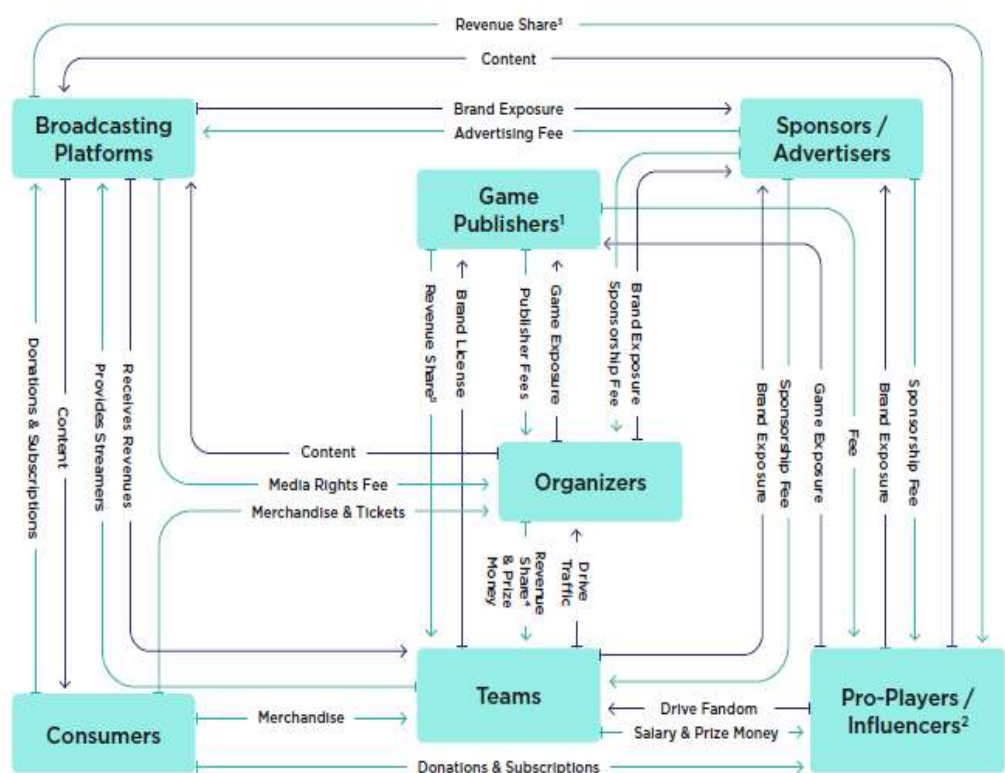 Revenue Share³
Content
Broadcasting
Platforms
Brand Exposure
Advertising Fee
Sponsors /
Advertisers
Game
Publishers¹
Revenue Share⁵
Brand License
Publisher Fees
Game Exposure
Sponsorship Fee
Brand Exposure
Donations & Subscriptions
Content
Provides Streamers
Receives Revenues
Brand Exposure
Sponsorship Fee
Game Exposure
Fee
Brand Exposure
Sponsorship Fee
Content
Media Rights Fee
Merchandise & Tickets
Organizers
Revenue
Share⁴
& Prize
Money
Drive
Traffic
Teams
Consumers
Merchandise
Drive Fandom
Salary & Prize Money
Pro-Players /
Influencers²
Donations & Subscriptions